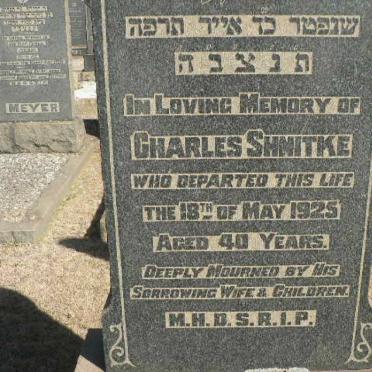 שנפטר כד אייר תרפה
תנצבה
IN LOVING MEMORY OF
CHARLES SHNITKE
WHO DEPARTED THIS LIFE
THE 18TH OF MAY 1925
AGED 40 YEARS.
DEEPLY MOURNED BY HIS
SORROWING WIFE & CHILDREN.
M.H.D.S.R.I.P.
MEYER